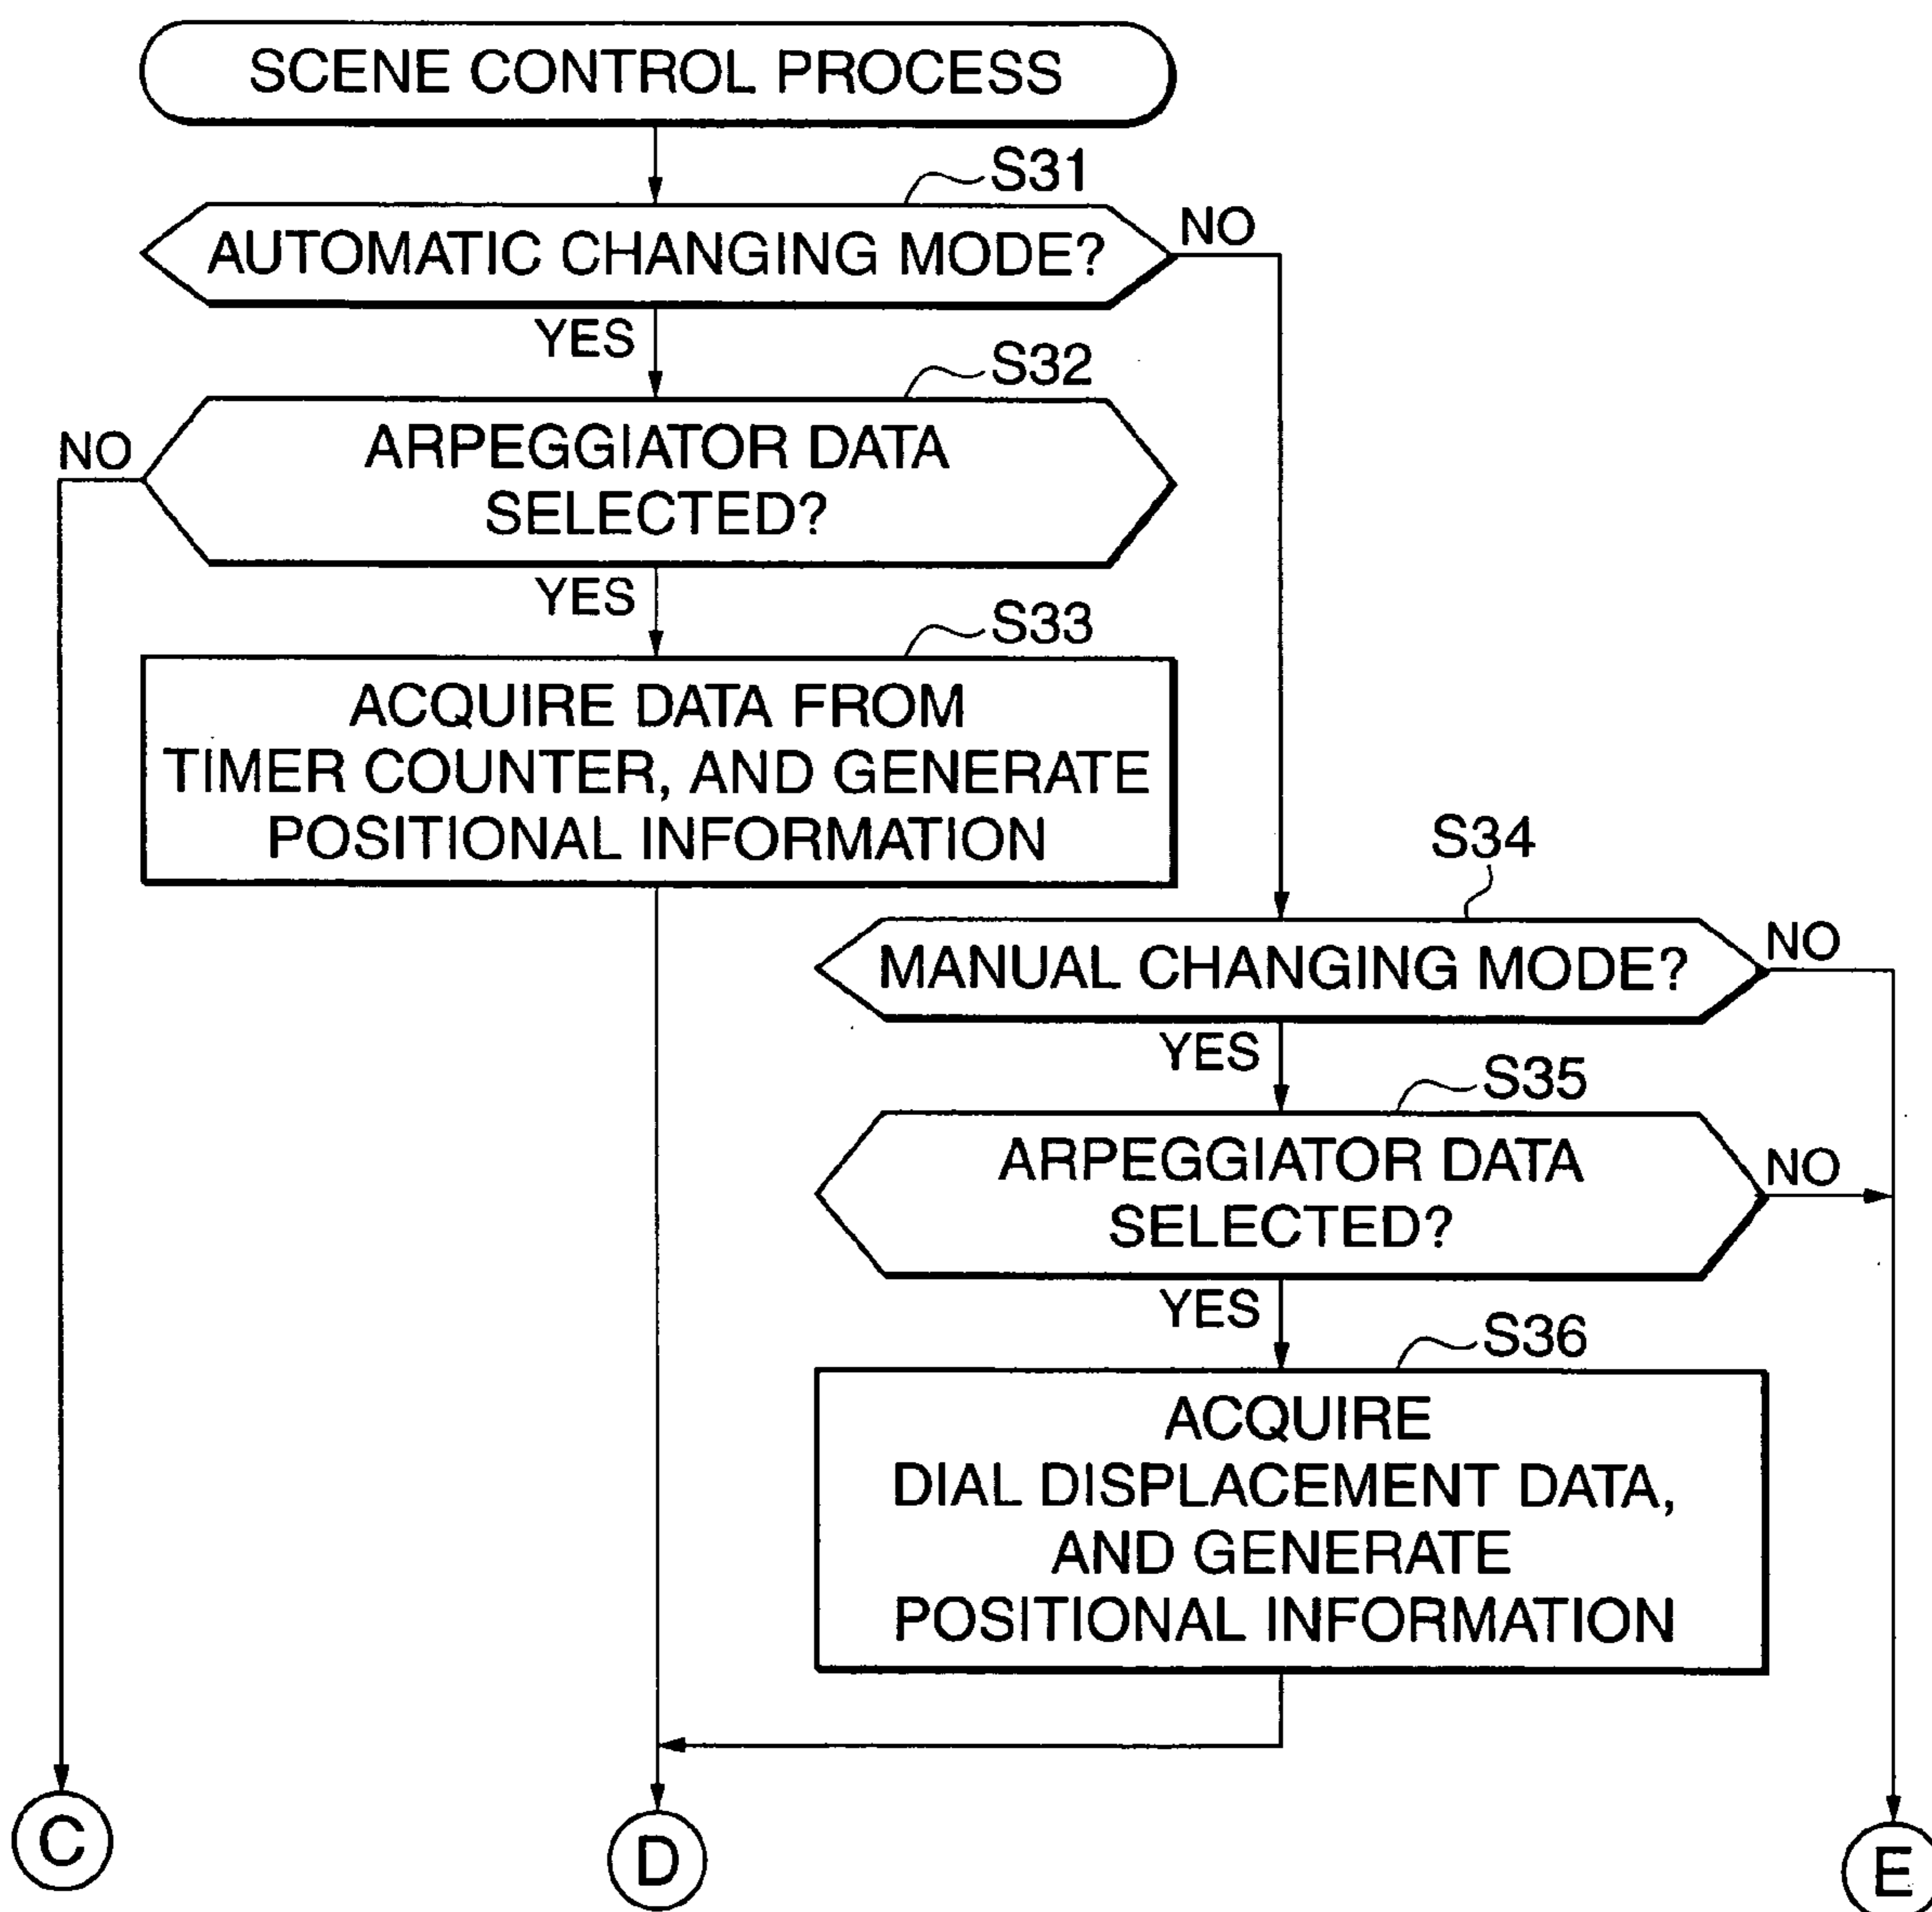 SCENE CONTROL PROCESS
S31
AUTOMATIC CHANGING MODE?
NO
YES
S32
NO
ARPEGGIATOR DATA
SELECTED?
YES
S33
ACQUIRE DATA FROM
TIMER COUNTER, AND GENERATE
POSITIONAL INFORMATION
S34
MANUAL CHANGING MODE?
NO
YES
S35
ARPEGGIATOR DATA
SELECTED?
NO
YES
S36
ACQUIRE
DIAL DISPLACEMENT DATA,
AND GENERATE
POSITIONAL INFORMATION
C
D
E